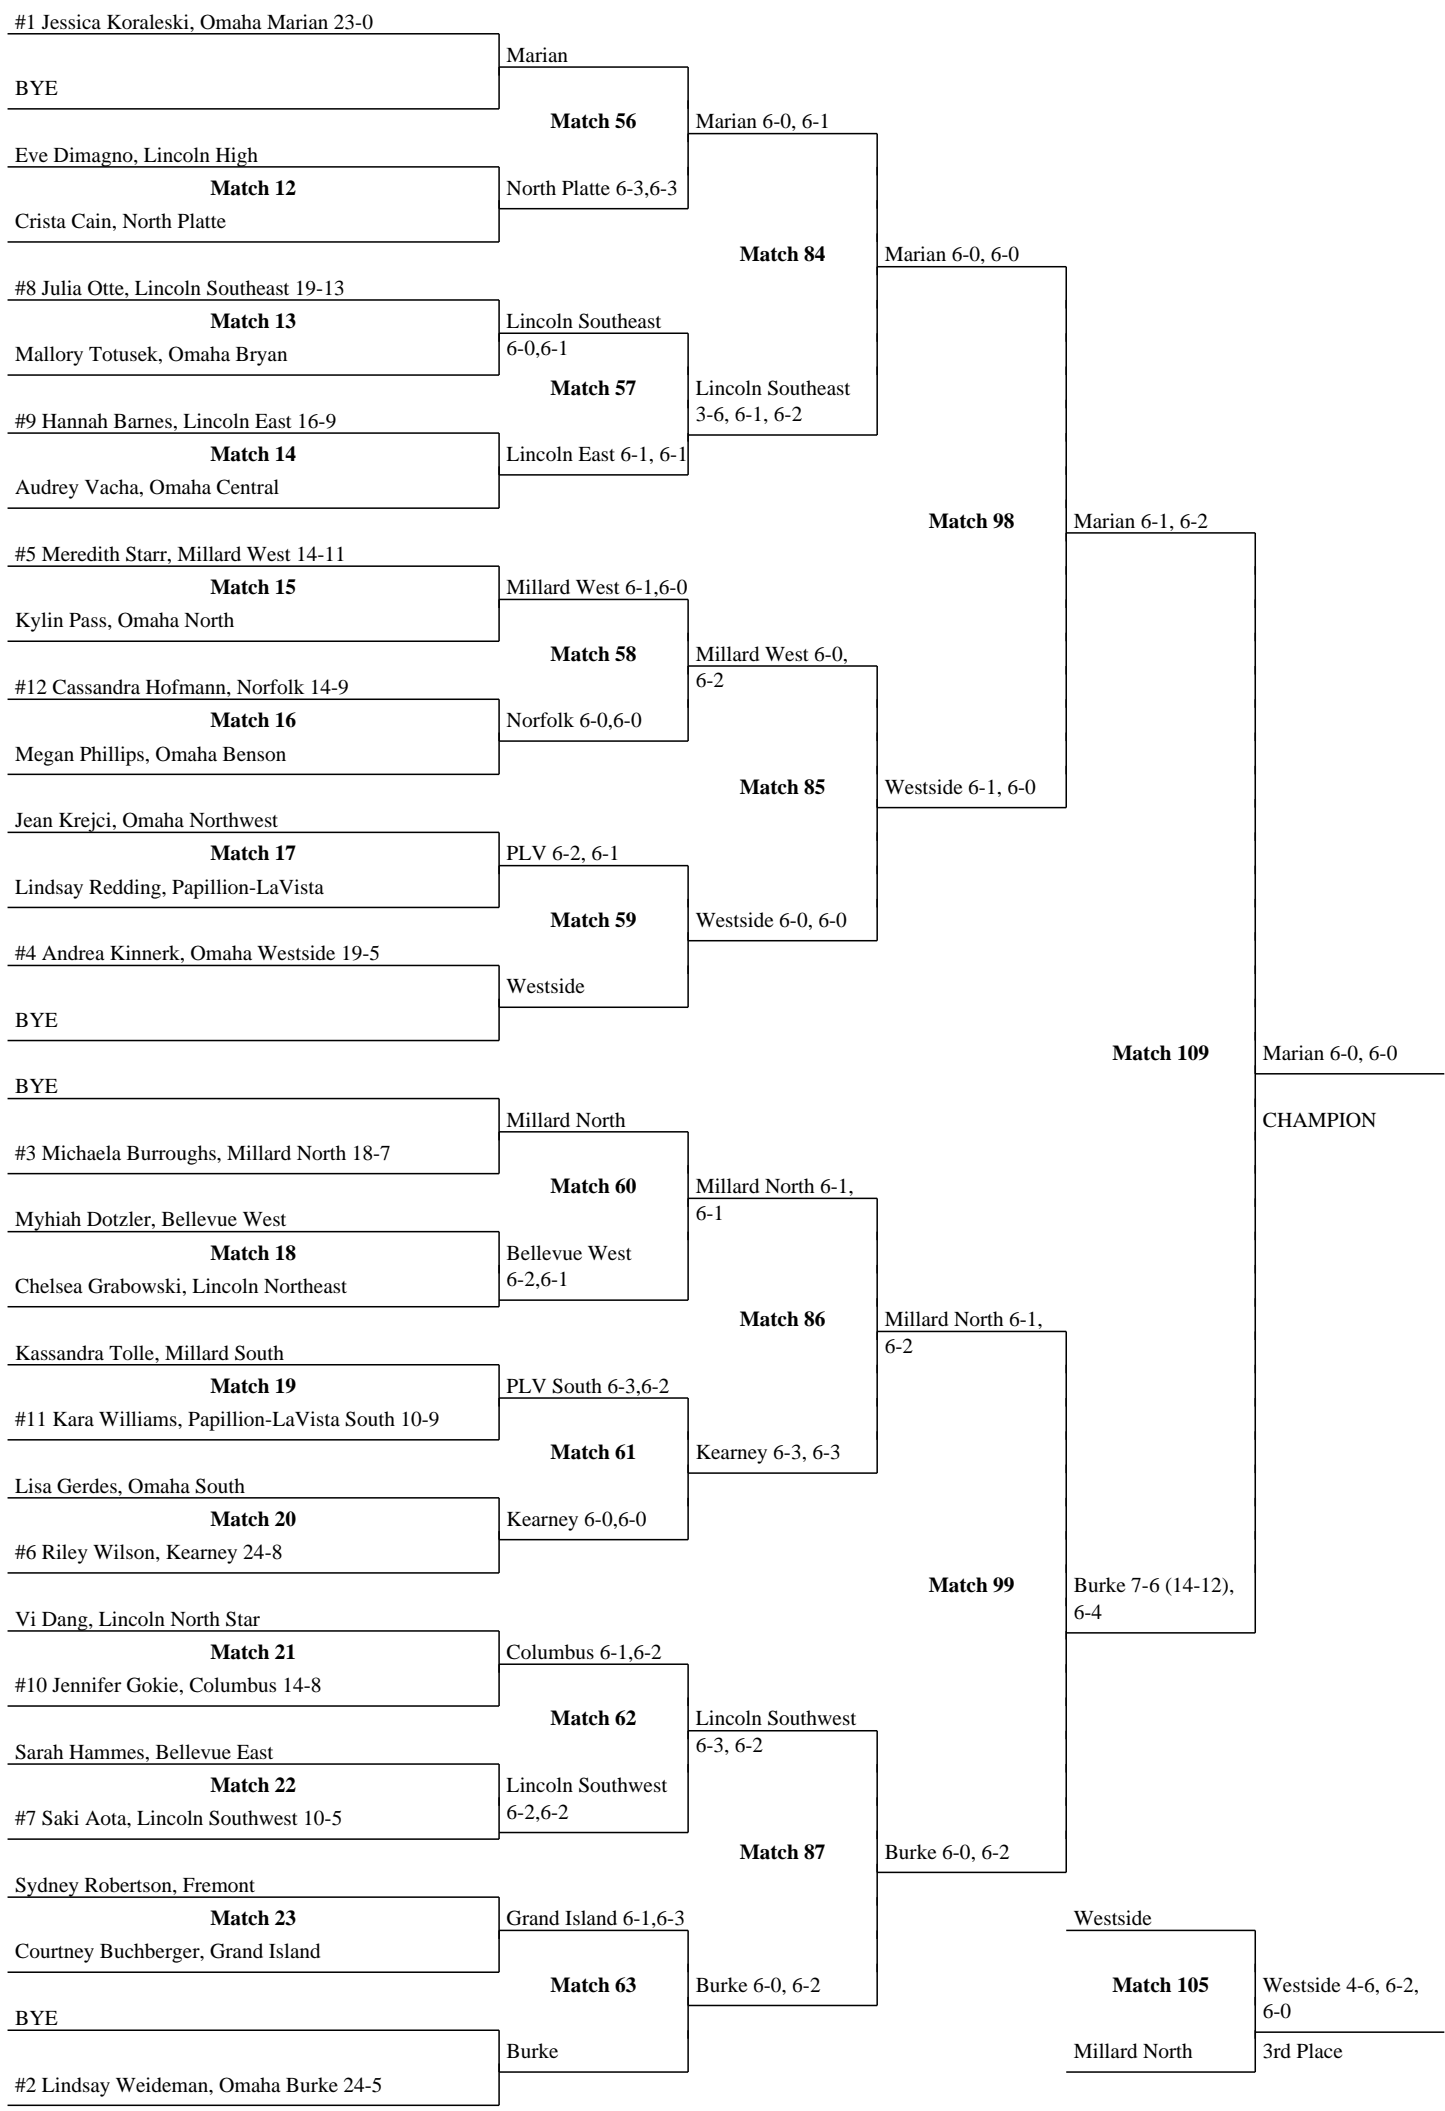 #1 Jessica Koraleski, Omaha Marian 23-0
Marian
BYE
Match 56
Marian 6-0, 6-1
Eve Dimagno, Lincoln High
Match 12
North Platte 6-3,6-3
Crista Cain, North Platte
Match 84
Marian 6-0, 6-0
#8 Julia Otte, Lincoln Southeast 19-13
Match 13
Lincoln Southeast
6-0,6-1
Mallory Totusek, Omaha Bryan
Match 57
Lincoln Southeast
3-6, 6-1, 6-2
#9 Hannah Barnes, Lincoln East 16-9
Match 14
Lincoln East 6-1, 6-1
Audrey Vacha, Omaha Central
Match 98
Marian 6-1, 6-2
#5 Meredith Starr, Millard West 14-11
Match 15
Millard West 6-1,6-0
Kylin Pass, Omaha North
Match 58
Millard West 6-0,
6-2
#12 Cassandra Hofmann, Norfolk 14-9
Match 16
Norfolk 6-0,6-0
Megan Phillips, Omaha Benson
Match 85
Westside 6-1, 6-0
Jean Krejci, Omaha Northwest
Match 17
PLV 6-2, 6-1
Lindsay Redding, Papillion-LaVista
Match 59
Westside 6-0, 6-0
#4 Andrea Kinnerk, Omaha Westside 19-5
Westside
BYE
Match 109
Marian 6-0, 6-0
BYE
Millard North
CHAMPION
#3 Michaela Burroughs, Millard North 18-7
Match 60
Millard North 6-1,
6-1
Myhiah Dotzler, Bellevue West
Match 18
Bellevue West
6-2,6-1
Chelsea Grabowski, Lincoln Northeast
Match 86
Millard North 6-1,
6-2
Kassandra Tolle, Millard South
Match 19
PLV South 6-3,6-2
#11 Kara Williams, Papillion-LaVista South 10-9
Match 61
Kearney 6-3, 6-3
Lisa Gerdes, Omaha South
Match 20
Kearney 6-0,6-0
#6 Riley Wilson, Kearney 24-8
Match 99
Burke 7-6 (14-12),
6-4
Vi Dang, Lincoln North Star
Match 21
Columbus 6-1,6-2
#10 Jennifer Gokie, Columbus 14-8
Match 62
Lincoln Southwest
6-3, 6-2
Sarah Hammes, Bellevue East
Match 22
Lincoln Southwest
6-2,6-2
#7 Saki Aota, Lincoln Southwest 10-5
Match 87
Burke 6-0, 6-2
Sydney Robertson, Fremont
Match 23
Grand Island 6-1,6-3
Westside
Courtney Buchberger, Grand Island
Match 63
Burke 6-0, 6-2
Match 105
Westside 4-6, 6-2,
6-0
BYE
Burke
Millard North
3rd Place
#2 Lindsay Weideman, Omaha Burke 24-5